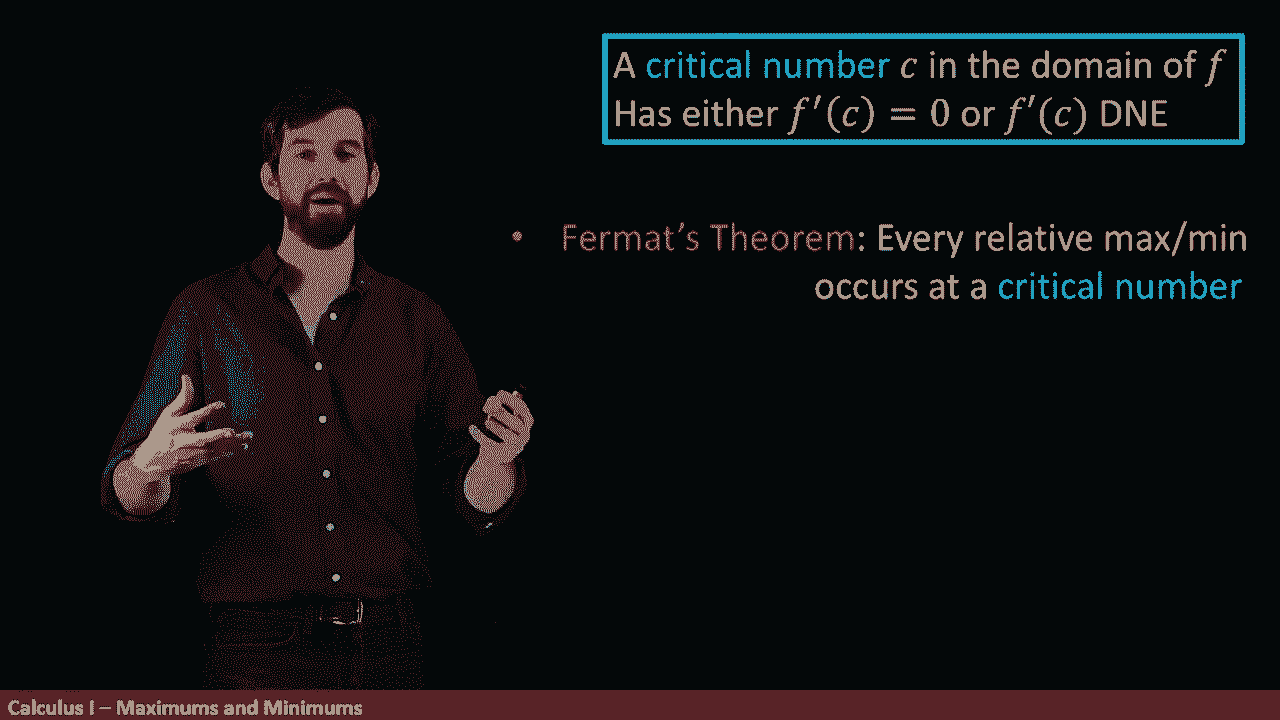 A critical number c in the domain of f
Has either f′(c) = 0 or f′(c) DNE
• Fermat’s Theorem: Every relative max/min
occurs at a critical number
Calculus I – Maximums and Minimums